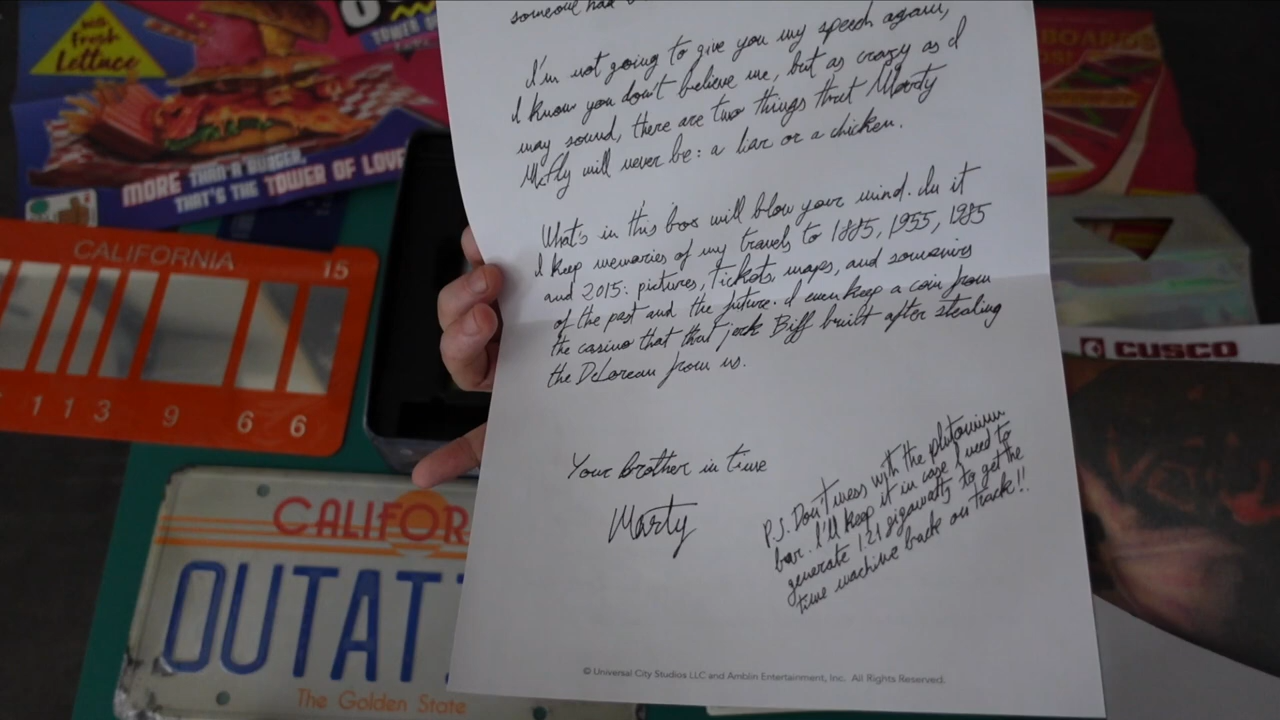 someone had
I'm not going to give you my speech again,
I know you don't believe me, but as crazy as I
may sound, there are two things that Marty
McFly will never be: a liar or a chicken.
What's in this box will blow your mind. In it
I keep memories of my travels to 1885, 1955, 1985
and 2015: pictures, tickets, maps, and souvenirs
of the past and the future. I even keep a coin from
the casino that that jerk Biff built after stealing
the DeLorean from us.
Your brother in time
Marty
P.S. Don't mess with the plutonium
bar. I'll keep it in case I need to
generate 1.21 gigawatts to get the
time machine back on track!!
© Universal City Studios LLC and Amblin Entertainment, Inc. All Rights Reserved.
with
Fresh
Lettuce
TOWER OF
MORE THAN A BURGER,
THAT'S THE TOWER OF LOVE
CALIFORNIA 15
1 1 3 9 6 6
CALIFOR
OUTAT
The Golden State
BOARDS
CUSCO